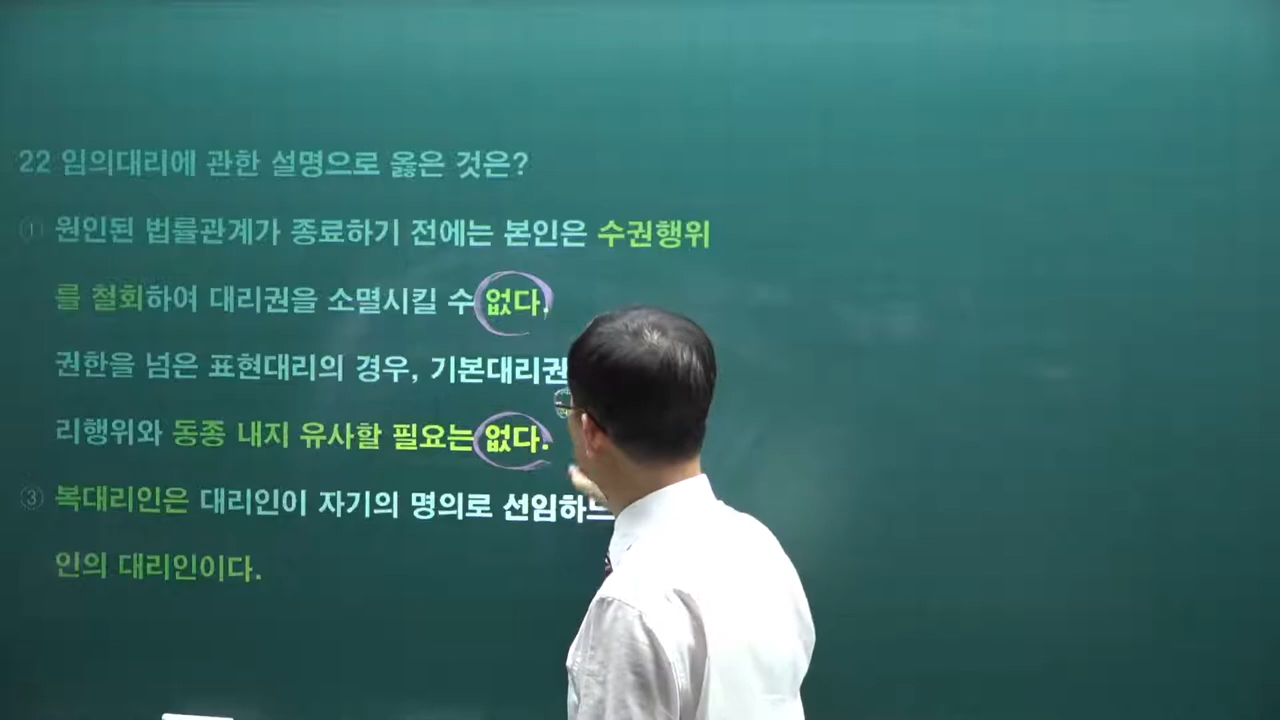 22 임의대리에 관한 설명으로 옳은 것은?
① 원인된 법률관계가 종료하기 전에는 본인은 수권행위
를 철회하여 대리권을 소멸시킬 수 없다.
권한을 넘은 표현대리의 경우, 기본대리권
리행위와 동종 내지 유사할 필요는 없다.
③ 복대리인은 대리인이 자기의 명의로 선임하
인의 대리인이다.